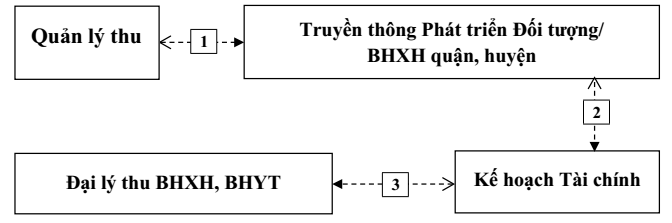 Quản lý thu
1
Truyền thông Phát triển Đối tượng/
BHXH quận, huyện
2
Đại lý thu BHXH, BHYT
3
Kế hoạch Tài chính